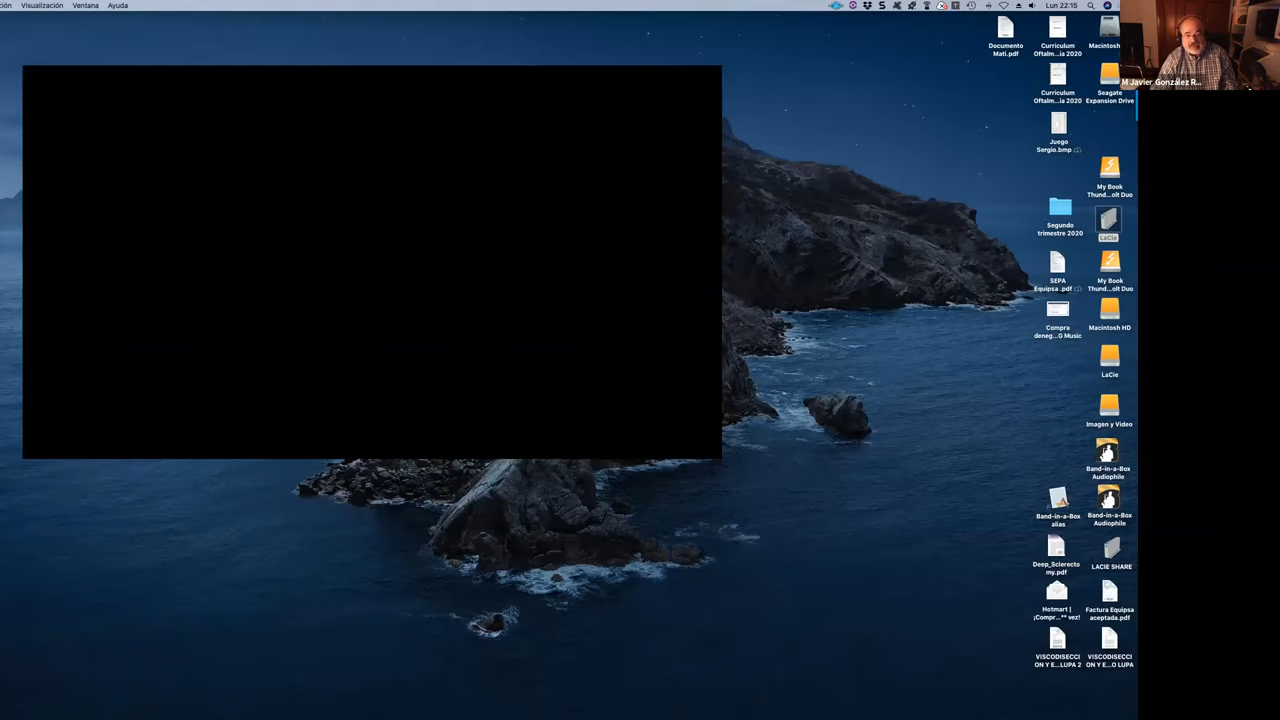 ción Visualización Ventana Ayuda
Lun 22:15
Documento
Mati.pdf
Curriculum
Oftalm...ia 2020
Macintosh
M Javier González R...
Curriculum
Oftalm...ia 2020
Seagate
Expansion Drive
Juego
Sergio.bmp
My Book
Thund...olt Duo
Segundo
trimestre 2020
LaCie
SEPA
Equipsa .pdf
My Book
Thund...olt Duo
Compra
deneg...G Music
Macintosh HD
LaCie
Imagen y Video
Band-in-a-Box
Audiophile
Band-in-a-Box
alias
Band-in-a-Box
Audiophile
Deep_Sclerecto
my.pdf
LACIE SHARE
Hotmart |
¡Compr...** vez!
Factura Equipsa
aceptada.pdf
VISCODISECCI
ON Y E...LUPA 2
VISCODISECCI
ON Y E...O LUPA